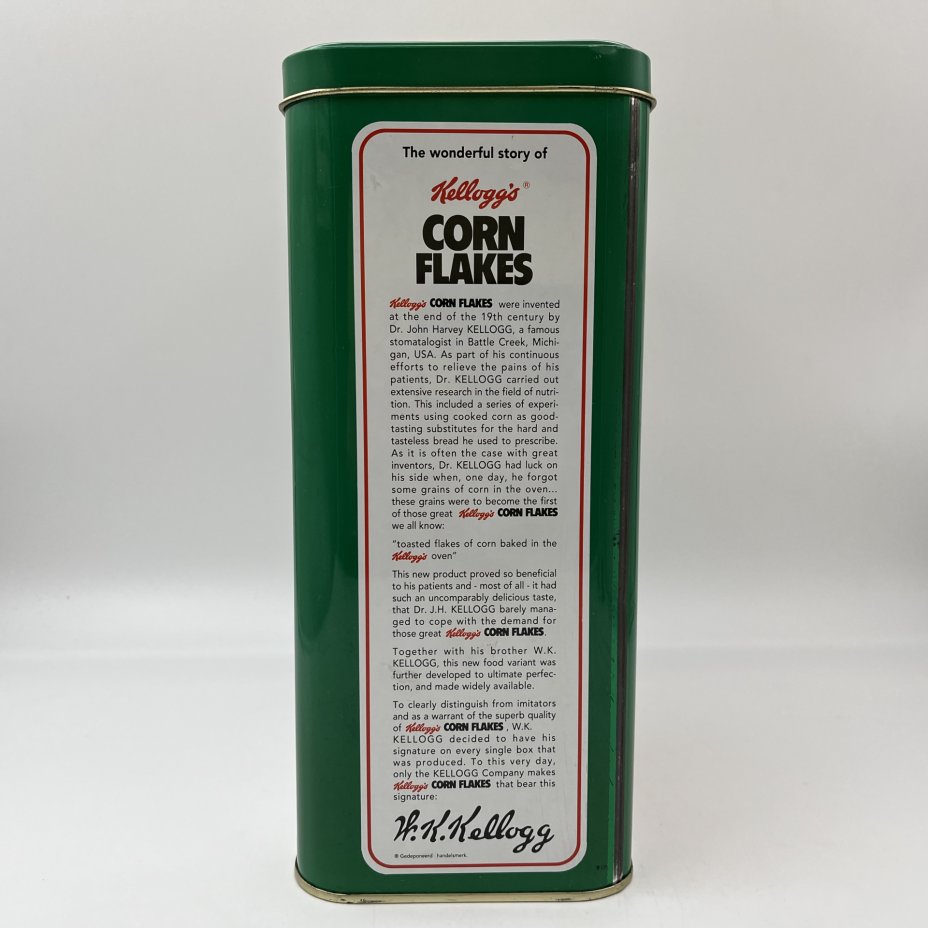 The wonderful story of
Kellogg's®
CORN
FLAKES
Kellogg's CORN FLAKES were invented
at the end of the 19th century by
Dr. John Harvey KELLOGG, a famous
stomatalogist in Battle Creek, Michi-
gan, USA. As part of his continuous
efforts to relieve the pains of his
patients, Dr. KELLOGG carried out
extensive research in the field of nutri-
tion. This included a series of experi-
ments using cooked corn as good-
tasting substitutes for the hard and
tasteless bread he used to prescribe.
As it is often the case with great
inventors, Dr. KELLOGG had luck on
his side when, one day, he forgot
some grains of corn in the oven...
these grains were to become the first
of those great Kellogg's CORN FLAKES
we all know:
"toasted flakes of corn baked in the
Kellogg's oven"
This new product proved so beneficial
to his patients and - most of all - it had
such an uncomparably delicious taste,
that Dr. J.H. KELLOGG barely mana-
ged to cope with the demand for
those great Kellogg's CORN FLAKES.
Together with his brother W.K.
KELLOGG, this new food variant was
further developed to ultimate perfec-
tion, and made widely available.
To clearly distinguish from imitators
and as a warrant of the superb quality
of Kellogg's CORN FLAKES, W.K.
KELLOGG decided to have his
signature on every single box that
was produced. To this very day,
only the KELLOGG Company makes
Kellogg's CORN FLAKES that bear this
signature:
W.K.Kellogg
® Gedeponeerd handelsmerk.